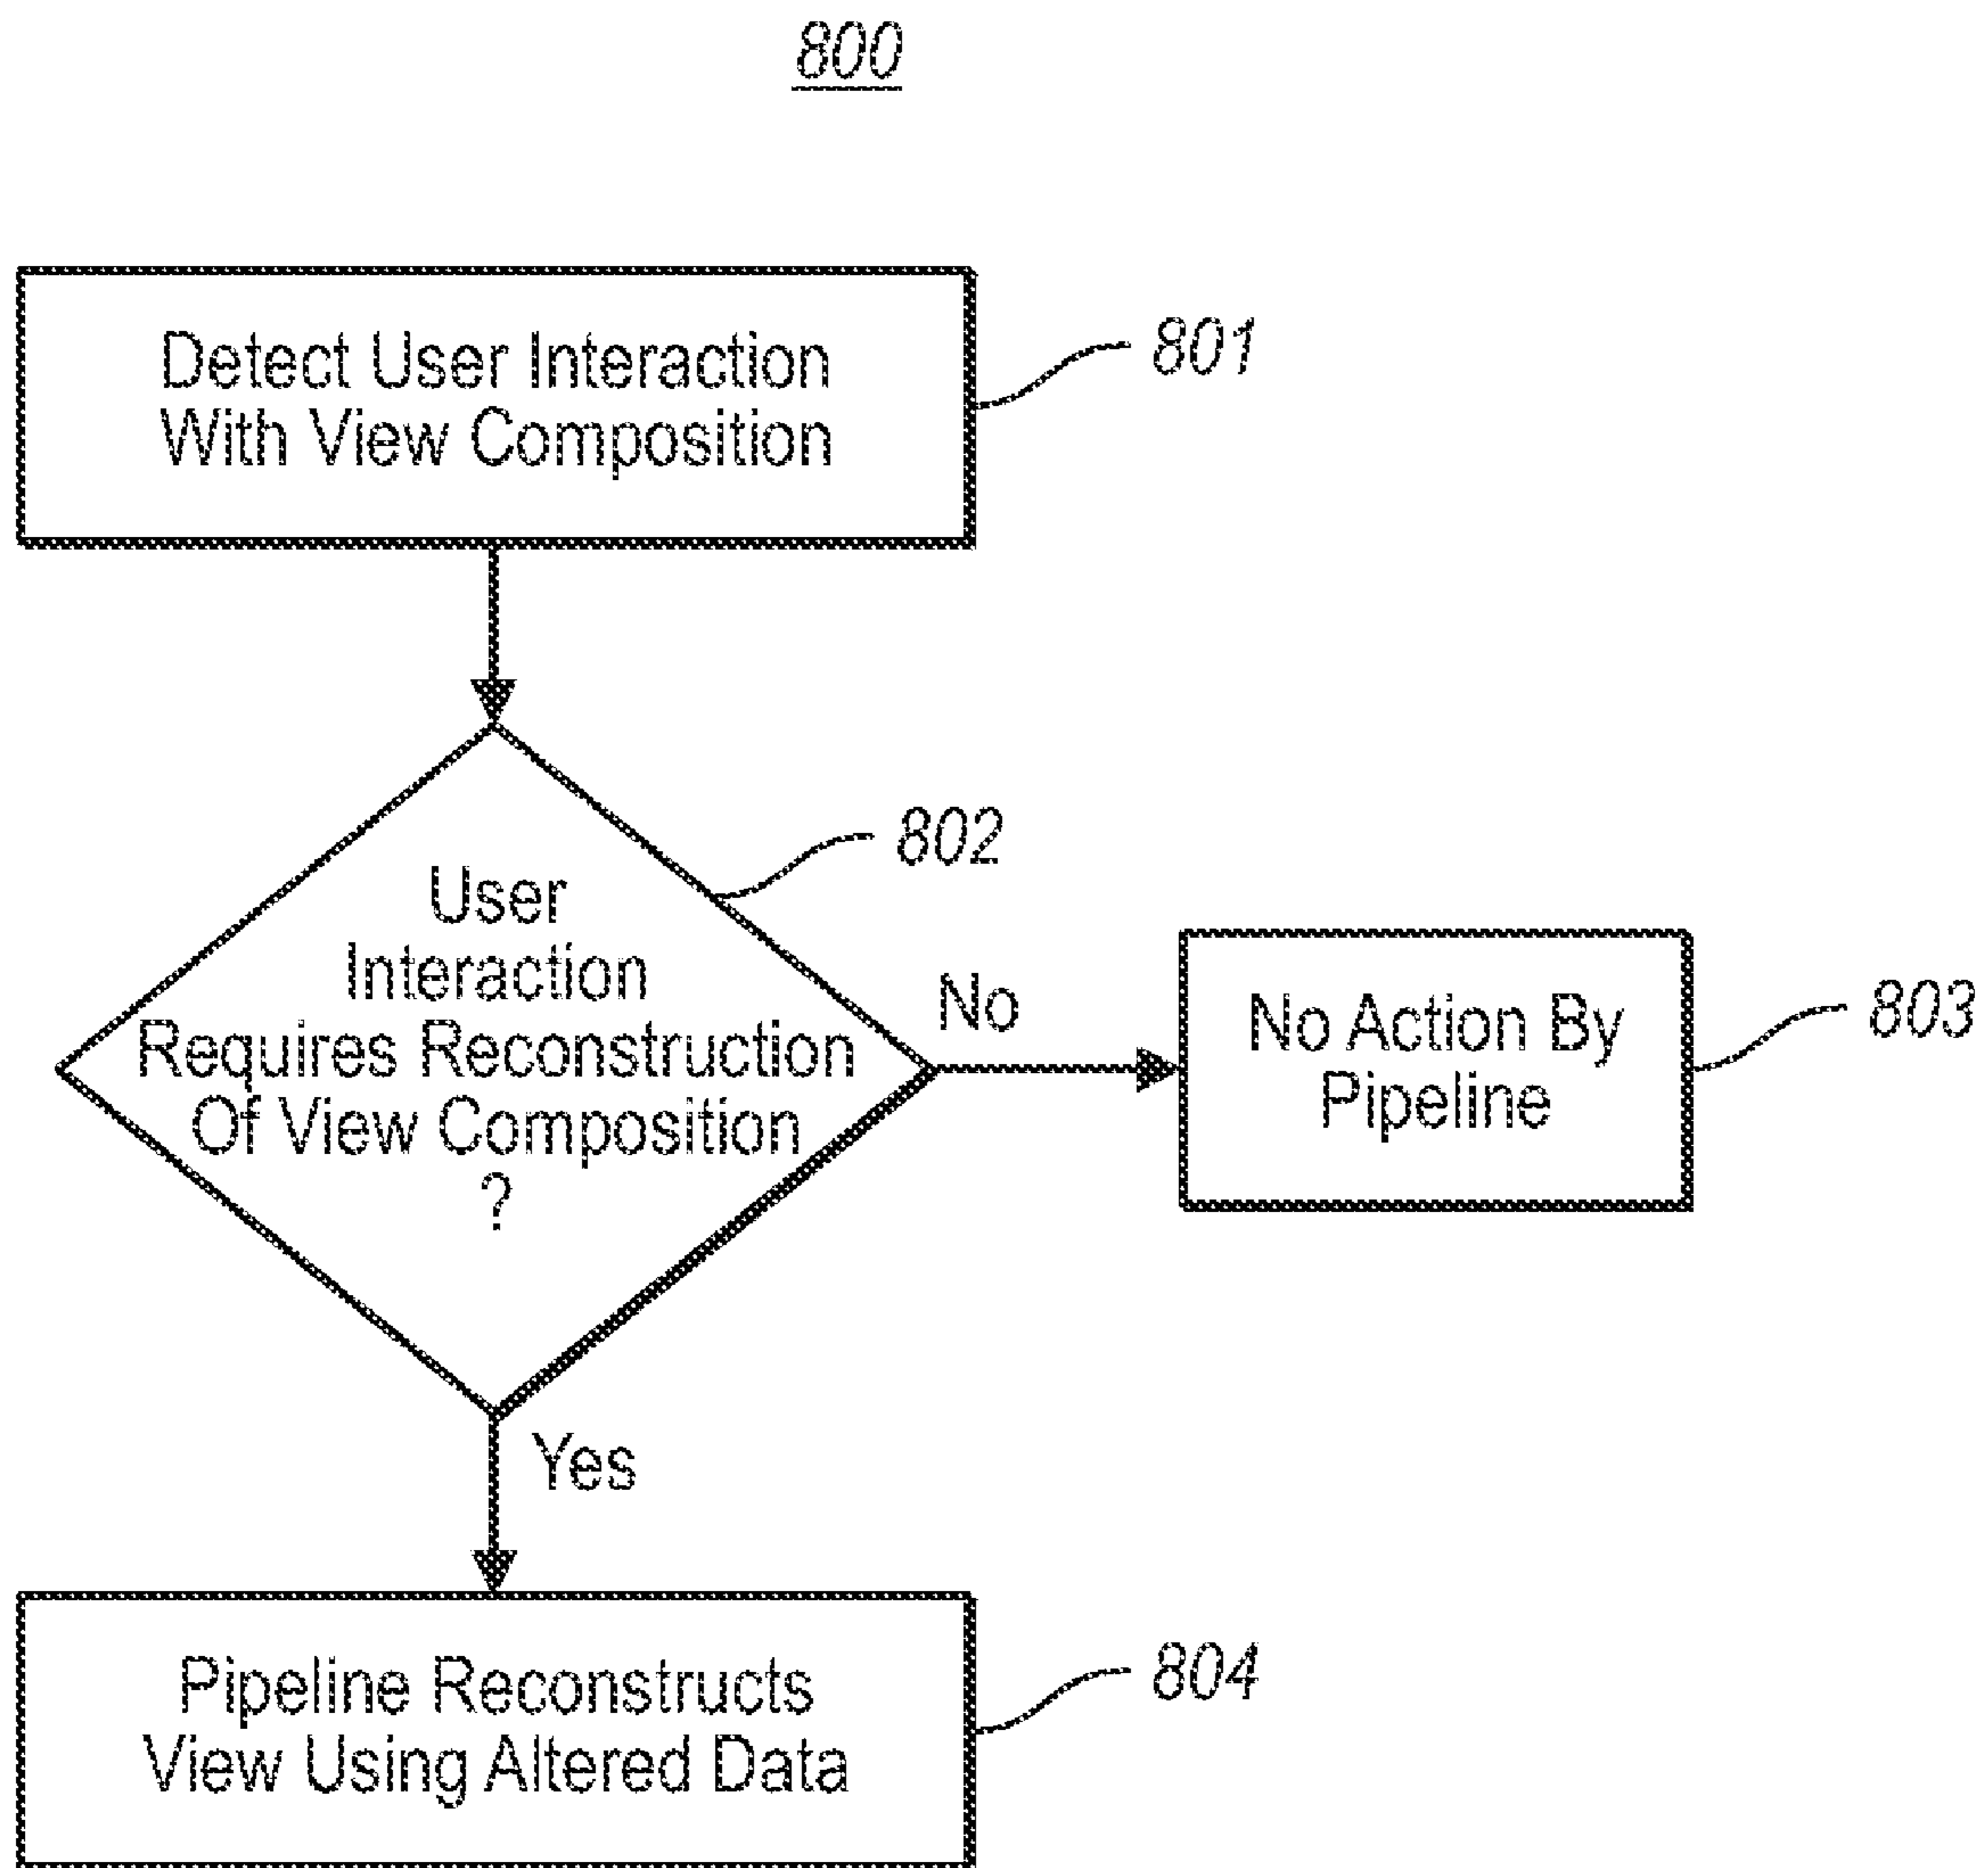 800
Detect User Interaction
With View Composition
801
802
User
Interaction
Requires Reconstruction
Of View Composition
?
No
No Action By
Pipeline
803
Yes
Pipeline Reconstructs
View Using Altered Data
804